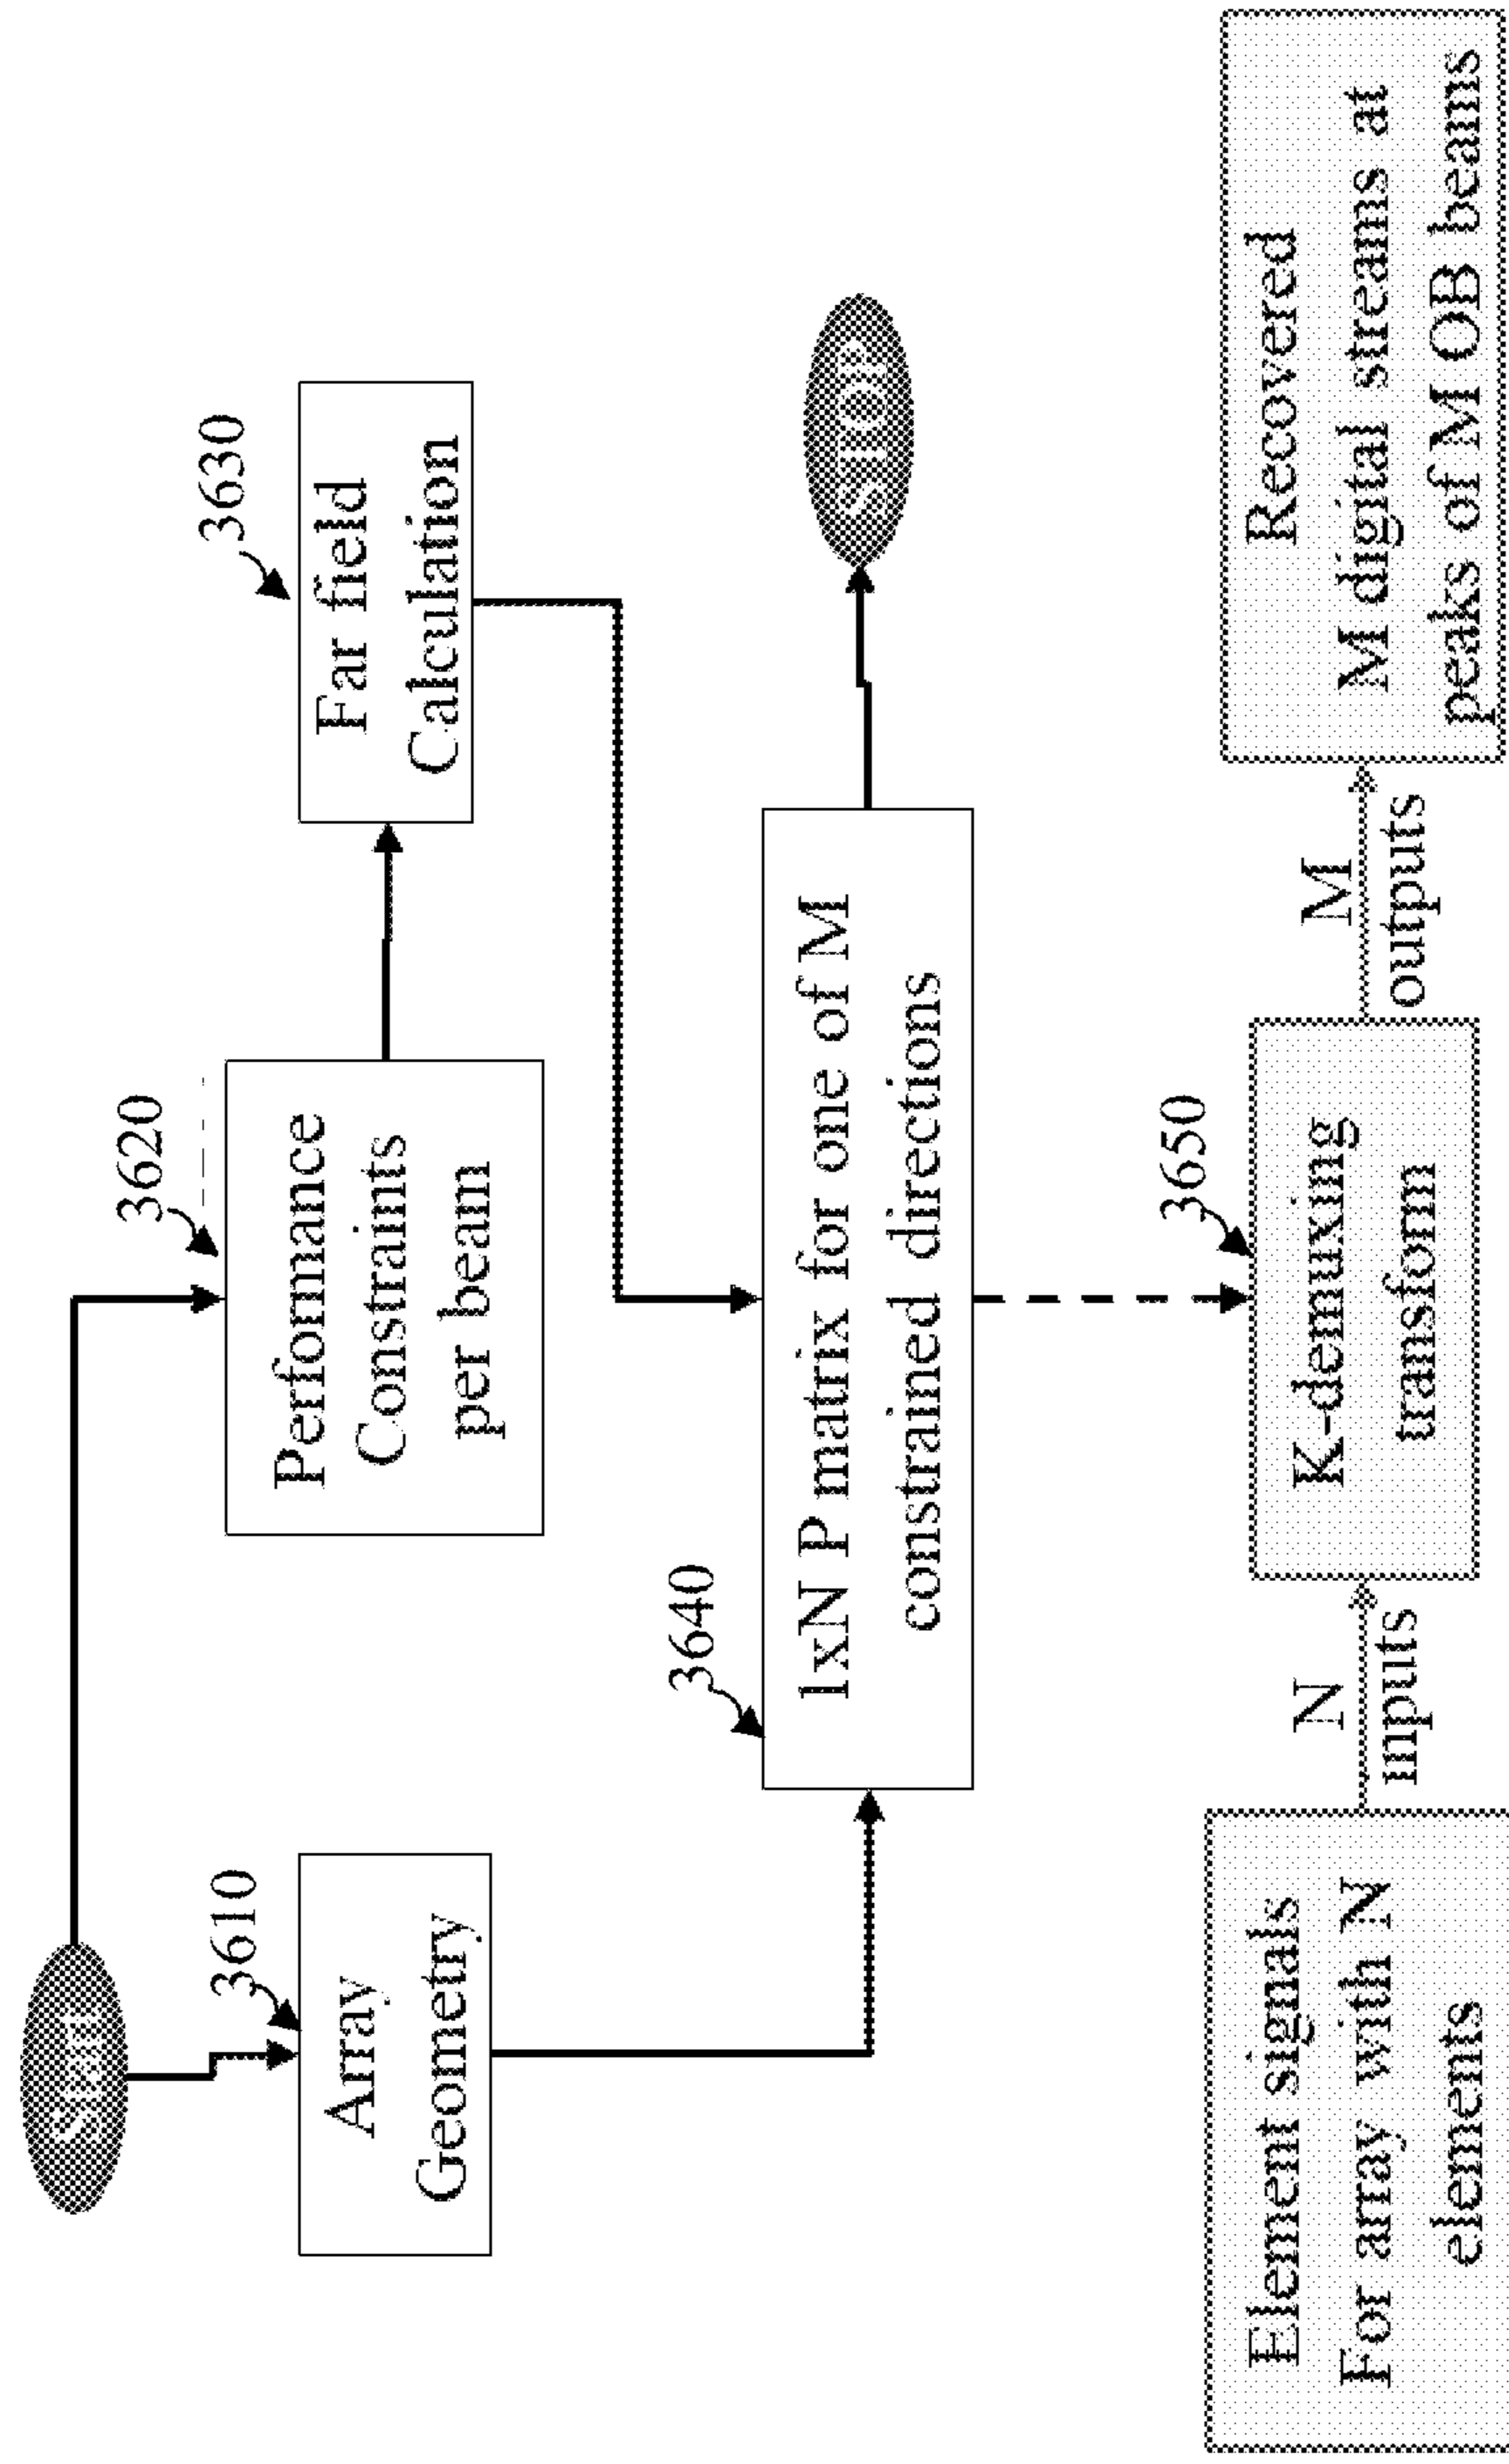 Start
3610
Array
Geometry
3620
Performance
Constraints
per beam
3630
Far field
Calculation
3640
1xN P matrix for one of M
constrained directions
STOP
Element signals
For array with N
elements
N
inputs
3650
K-demuxing
transform
M
outputs
Recovered
M digital streams at
peaks of M OB beams